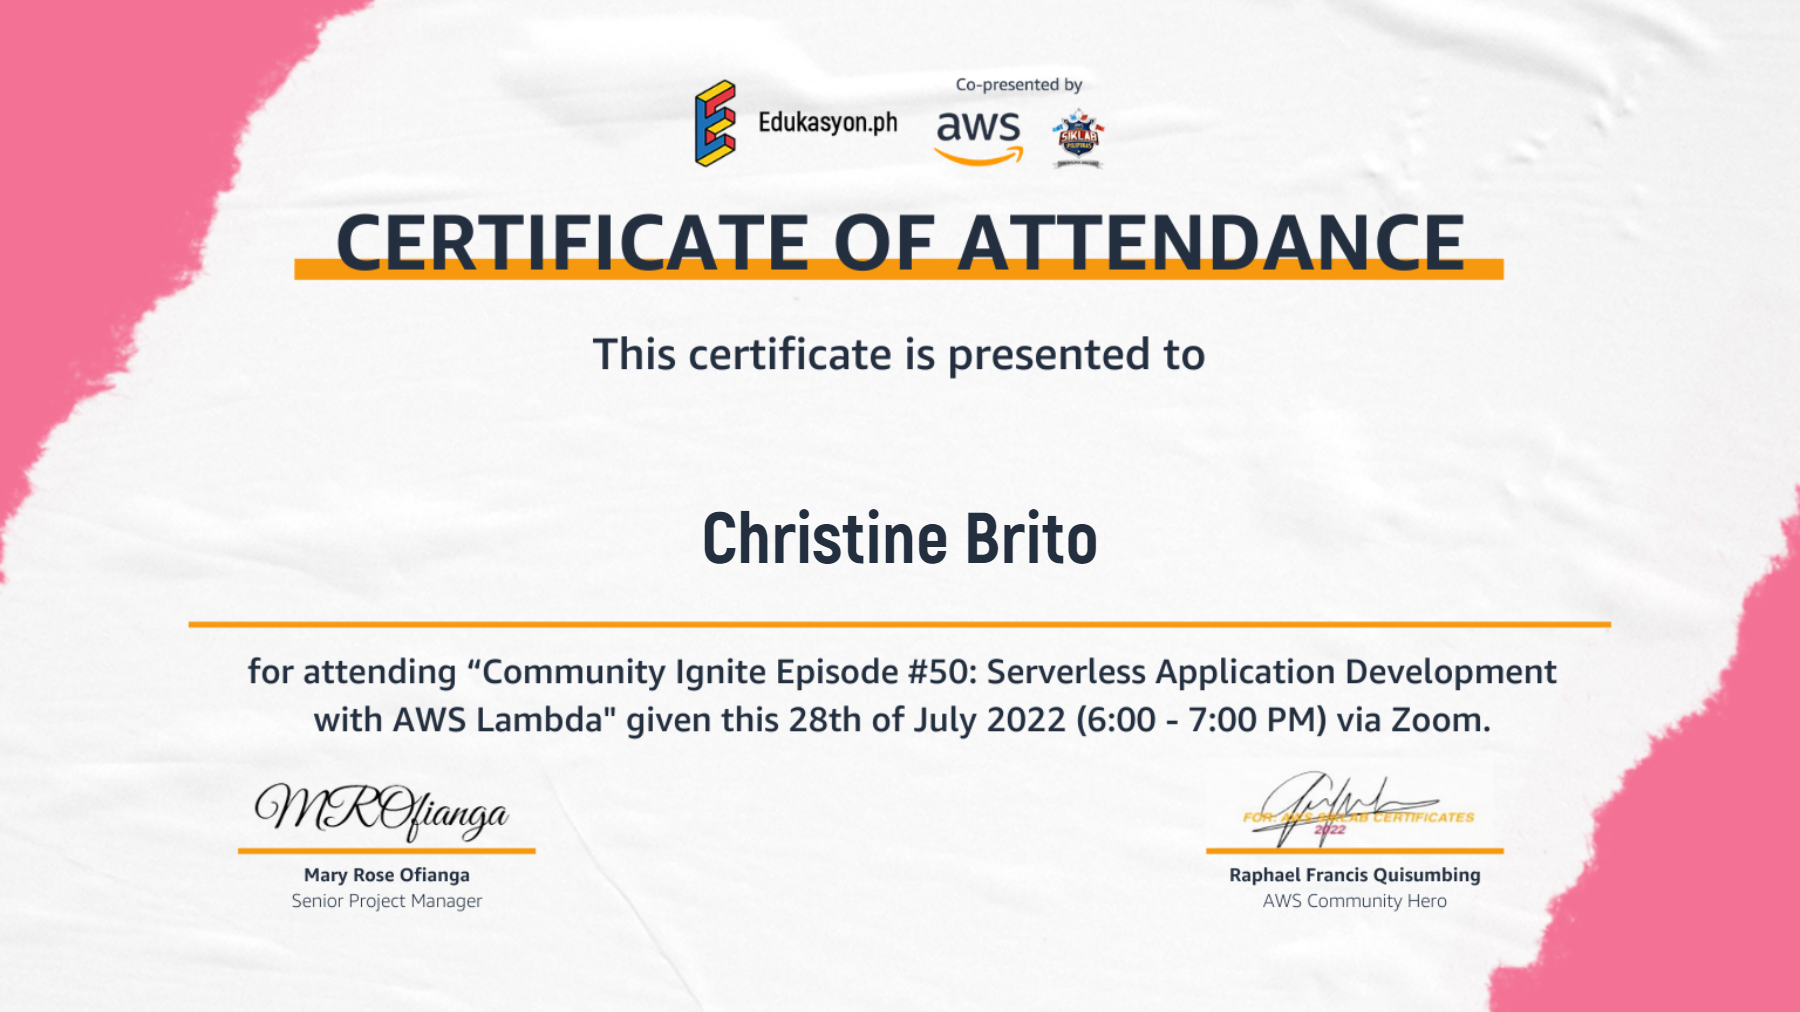 Co-presented by
Edukasyon.ph
aws
SIKLAB
PILIPINAS
CERTIFICATE OF ATTENDANCE
This certificate is presented to
Christine Brito
for attending “Community Ignite Episode #50: Serverless Application Development
with AWS Lambda" given this 28th of July 2022 (6:00 - 7:00 PM) via Zoom.
MROfianga
FOR: AWS SIKLAB CERTIFICATES
2022
Mary Rose Ofianga
Senior Project Manager
Raphael Francis Quisumbing
AWS Community Hero